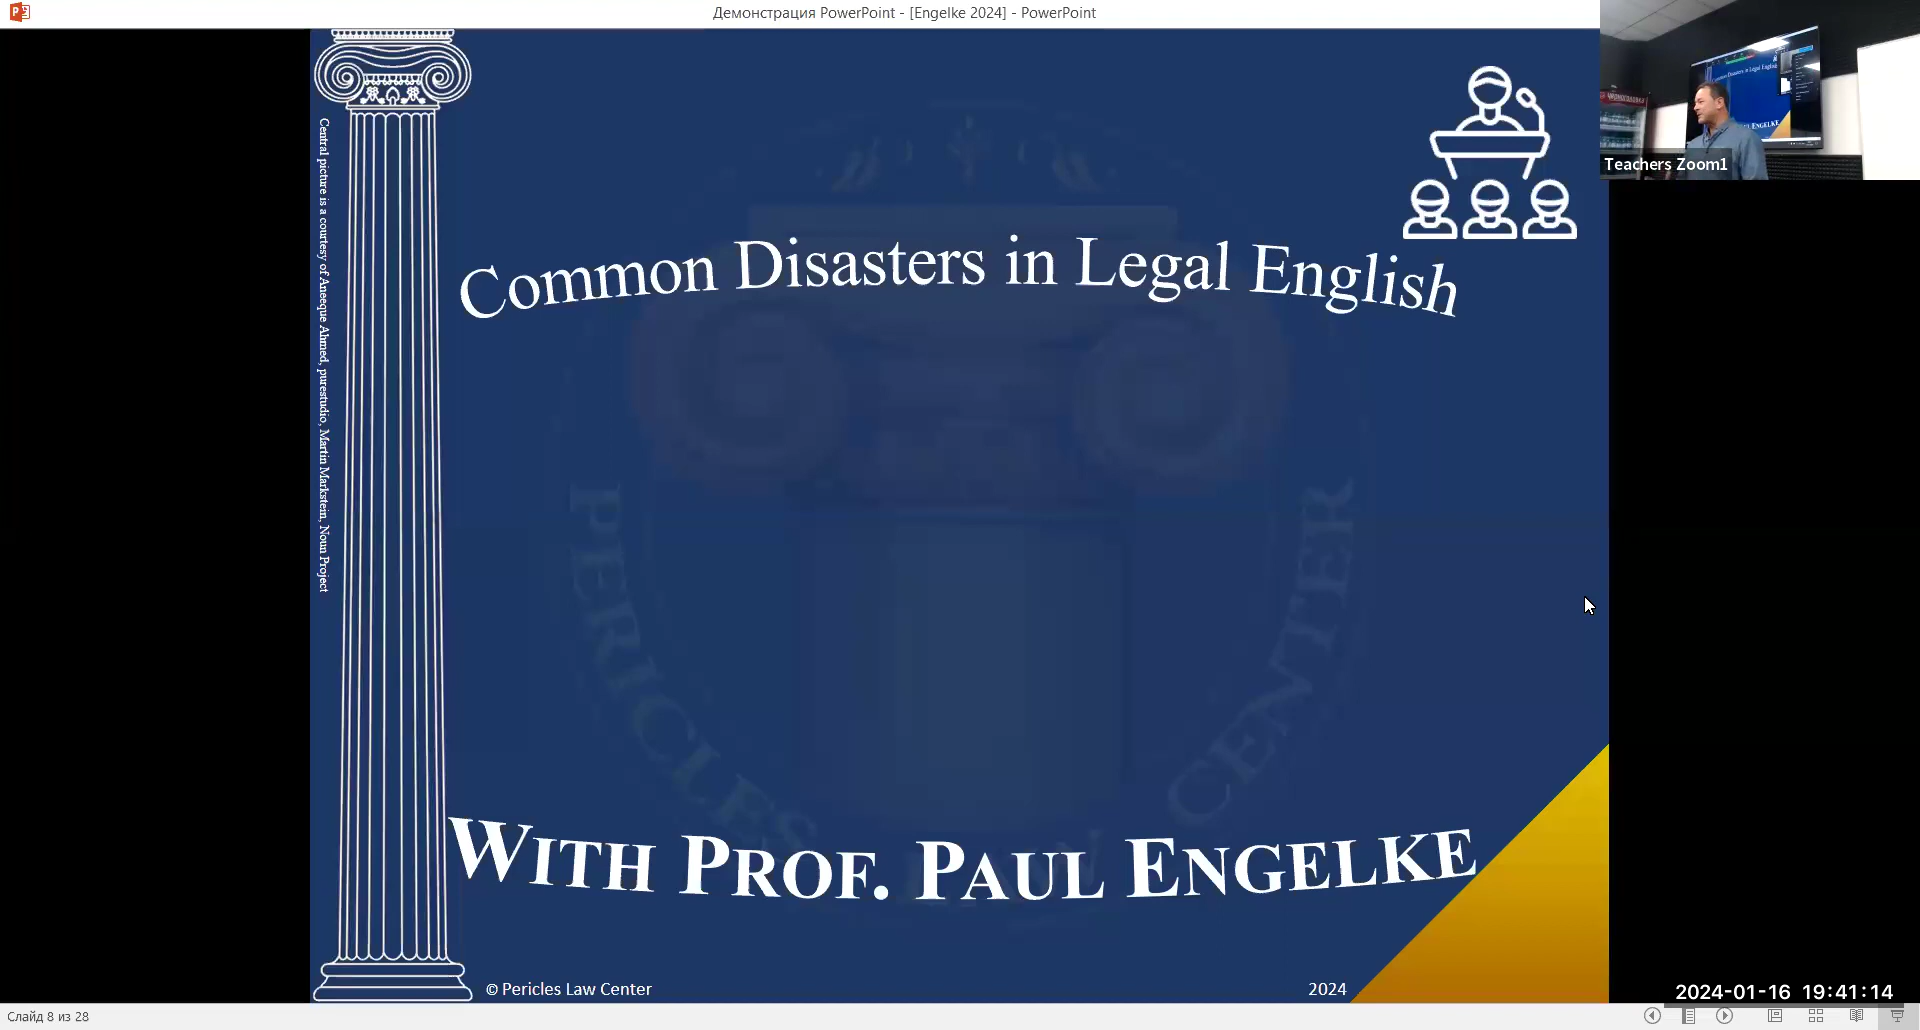 Демонстрация PowerPoint - [Engelke 2024] - PowerPoint
Central picture is a courtesy of Aneeque Ahmed, purestudio, Martin Markstein, Noun Project
Common Disasters in Legal English
Teachers Zoom1
PERICLES
CENTER
WITH PROF. PAUL ENGELKE
© Pericles Law Center
2024
2024-01-16 19:41:14
Слайд 8 из 28